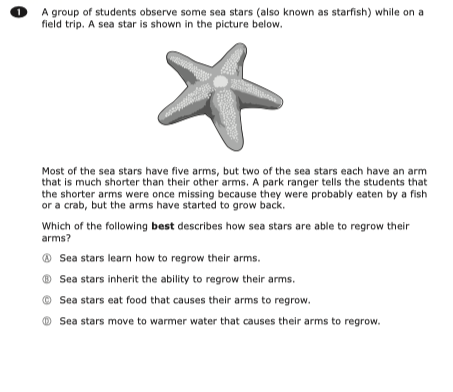 1 A group of students observe some sea stars (also known as starfish) while on a
field trip. A sea star is shown in the picture below.
Most of the sea stars have five arms, but two of the sea stars each have an arm
that is much shorter than their other arms. A park ranger tells the students that
the shorter arms were once missing because they were probably eaten by a fish
or a crab, but the arms have started to grow back.
Which of the following best describes how sea stars are able to regrow their
arms?
Ⓐ Sea stars learn how to regrow their arms.
Ⓑ Sea stars inherit the ability to regrow their arms.
Ⓒ Sea stars eat food that causes their arms to regrow.
Ⓓ Sea stars move to warmer water that causes their arms to regrow.